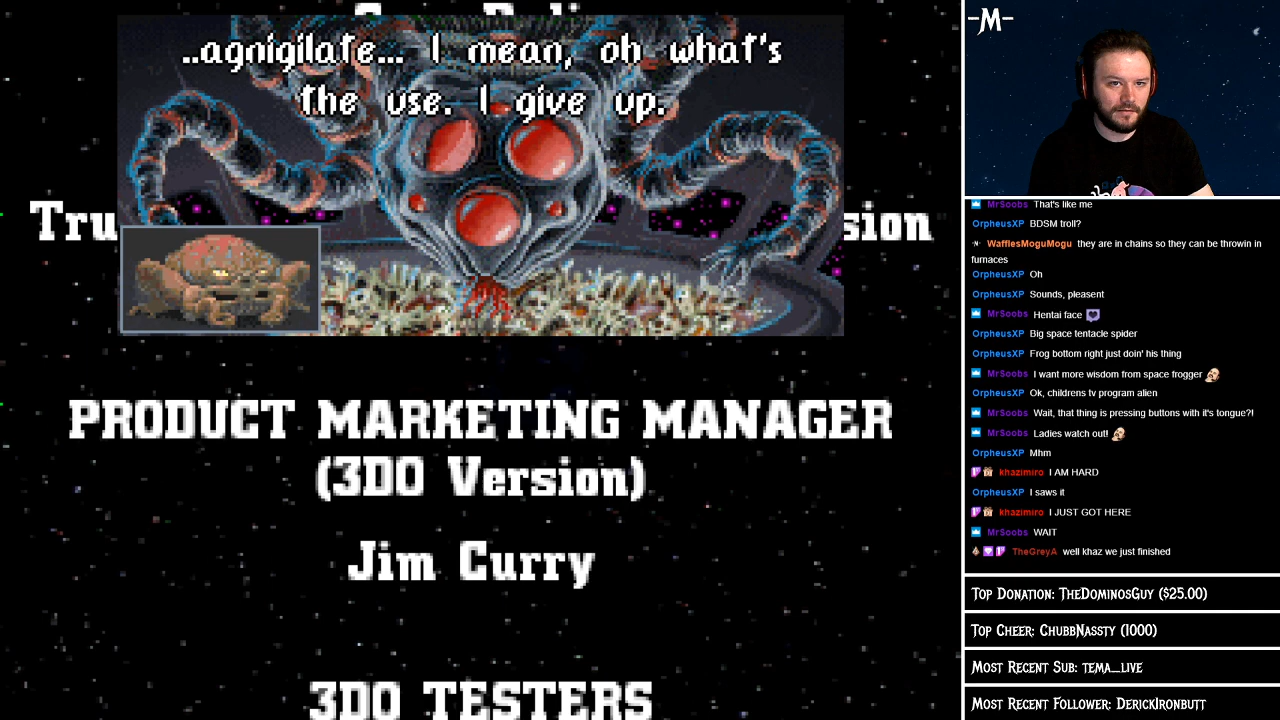 ..agnigilate... I mean, oh what's
the use. I give up.
Tru
sion
PRODUCT MARKETING MANAGER
(3DO Version)
Jim Curry
3DO TESTERS
-M-
MrSoobs That's like me
OrpheusXP BDSM troll?
WafflesMoguMogu they are in chains so they can be throwin in
furnaces
OrpheusXP Oh
OrpheusXP Sounds, pleasent
MrSoobs Hentai face
OrpheusXP Big space tentacle spider
OrpheusXP Frog bottom right just doin' his thing
MrSoobs I want more wisdom from space frogger
OrpheusXP Ok, childrens tv program alien
MrSoobs Wait, that thing is pressing buttons with it's tongue?!
MrSoobs Ladies watch out!
OrpheusXP Mhm
khazimiro I AM HARD
OrpheusXP I saws it
khazimiro I JUST GOT HERE
MrSoobs WAIT
TheGreyA well khaz we just finished
Top Donation: TheDominosGuy ($25.00)
Top Cheer: ChubbNassty (1000)
Most Recent Sub: tema_live
Most Recent Follower: DerickIronbutt